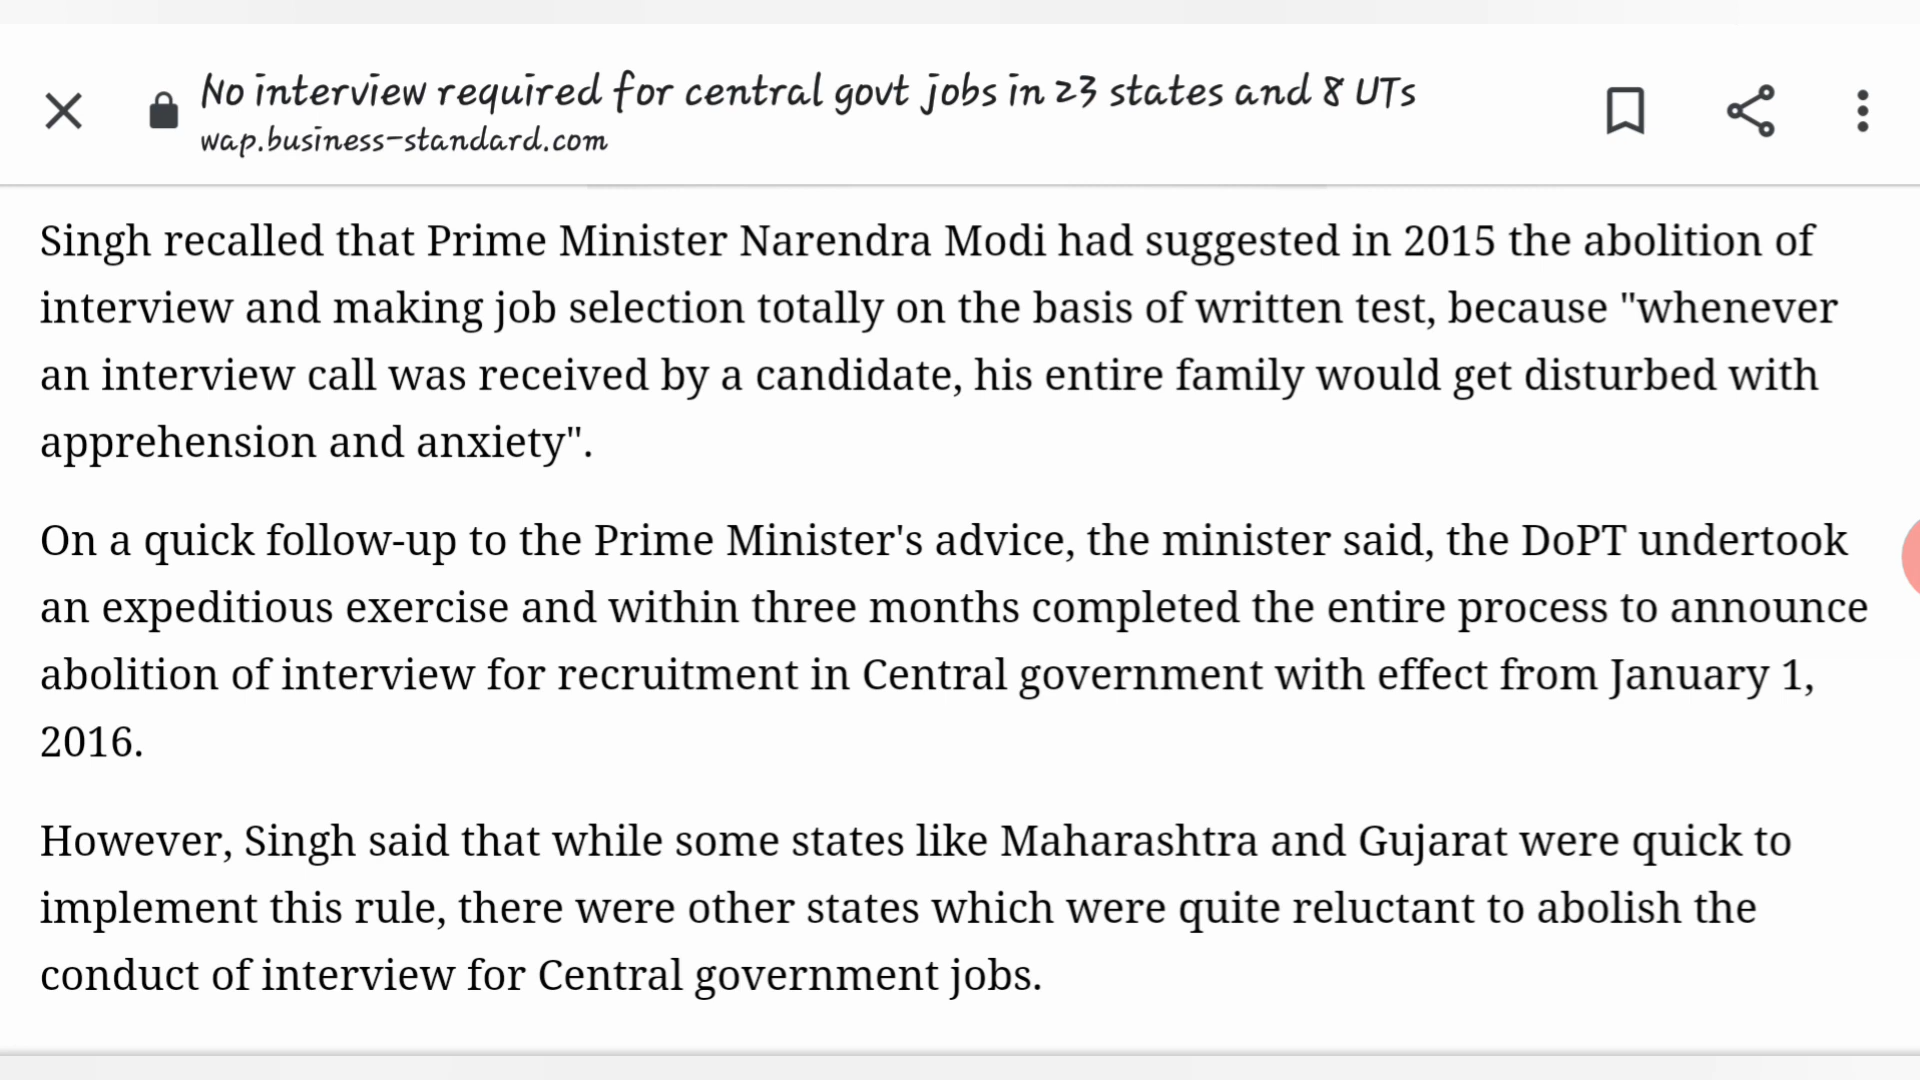 No interview required for central govt jobs in 23 states and 8 UTs
wap.business-standard.com
Singh recalled that Prime Minister Narendra Modi had suggested in 2015 the abolition of
interview and making job selection totally on the basis of written test, because "whenever
an interview call was received by a candidate, his entire family would get disturbed with
apprehension and anxiety".
On a quick follow-up to the Prime Minister's advice, the minister said, the DoPT undertook
an expeditious exercise and within three months completed the entire process to announce
abolition of interview for recruitment in Central government with effect from January 1,
2016.
However, Singh said that while some states like Maharashtra and Gujarat were quick to
implement this rule, there were other states which were quite reluctant to abolish the
conduct of interview for Central government jobs.